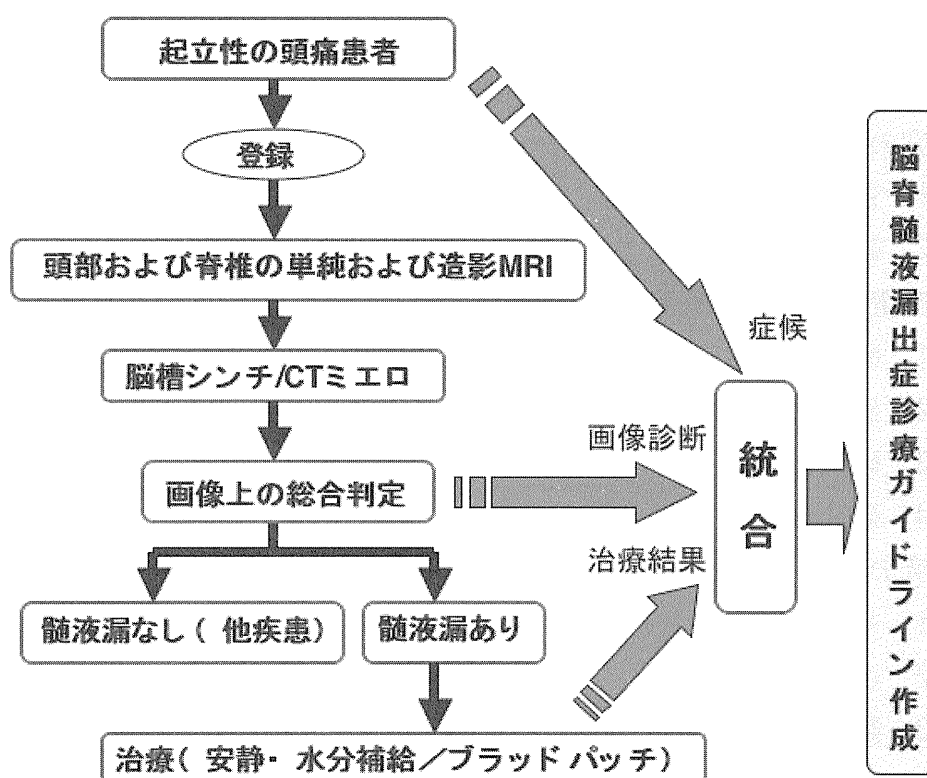 起立性の頭痛患者
登録
頭部および脊椎の単純および造影MRI
脳槽シンチ/CTミエロ
画像上の総合判定
髄液漏なし( 他疾患)
髄液漏あり
治療( 安静・ 水分補給／ブラッドパッチ)
症候
画像診断
治療結果
統合
脳脊髄液漏出症診療ガイドライン作成